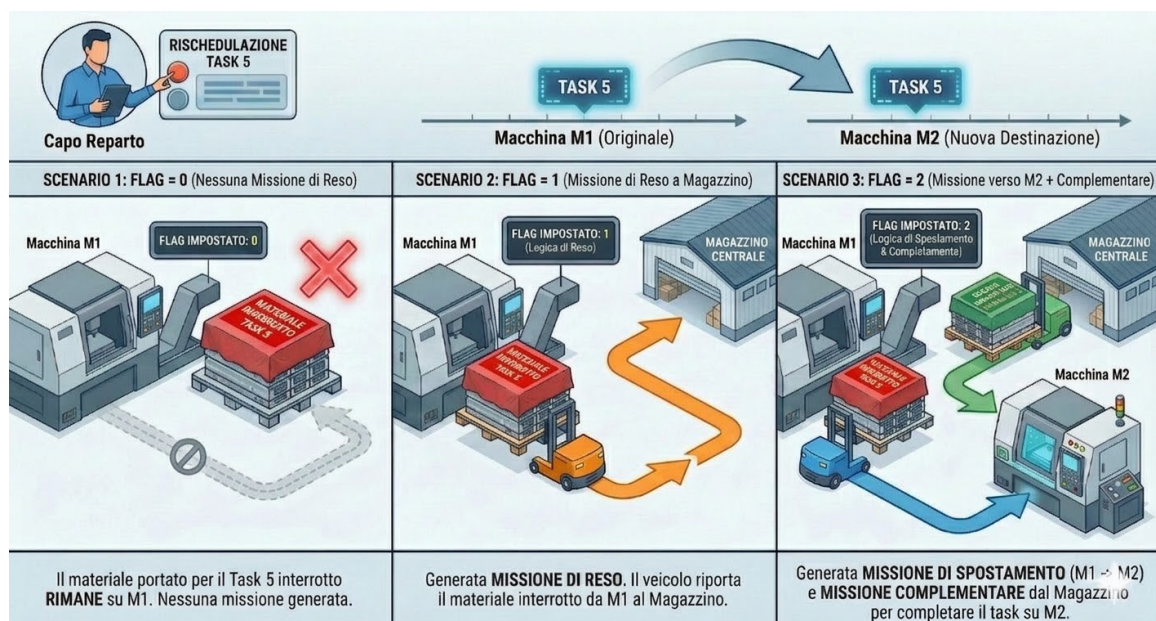 RISCHEDULAZIONE
TASK 5
Capo Reparto
TASK 5
Macchina M1 (Originale)
TASK 5
Macchina M2 (Nuova Destinazione)
SCENARIO 1: FLAG = 0 (Nessuna Missione di Reso)
SCENARIO 2: FLAG = 1 (Missione di Reso a Magazzino)
SCENARIO 3: FLAG = 2 (Missione verso M2 + Complementare)
Macchina M1
FLAG IMPOSTATO: 0
MATERIALE
TASK 5
Macchina M1
FLAG IMPOSTATO: 1
(Logica di Reso)
MAGAZZINO
CENTRALE
Macchina M1
FLAG IMPOSTATO: 2
(Logica di Speslamento
& Completamente)
MAGAZZINO
CENTRALE
Macchina M2
Il materiale portato per il Task 5 interrotto
RIMANE su M1. Nessuna missione generata.
Generata MISSIONE DI RESO. Il veicolo riporta
il materiale interrotto da M1 al Magazzino.
Generata MISSIONE DI SPOSTAMENTO (M1 -> M2)
e MISSIONE COMPLEMENTARE dal Magazzino
per completare il task su M2.